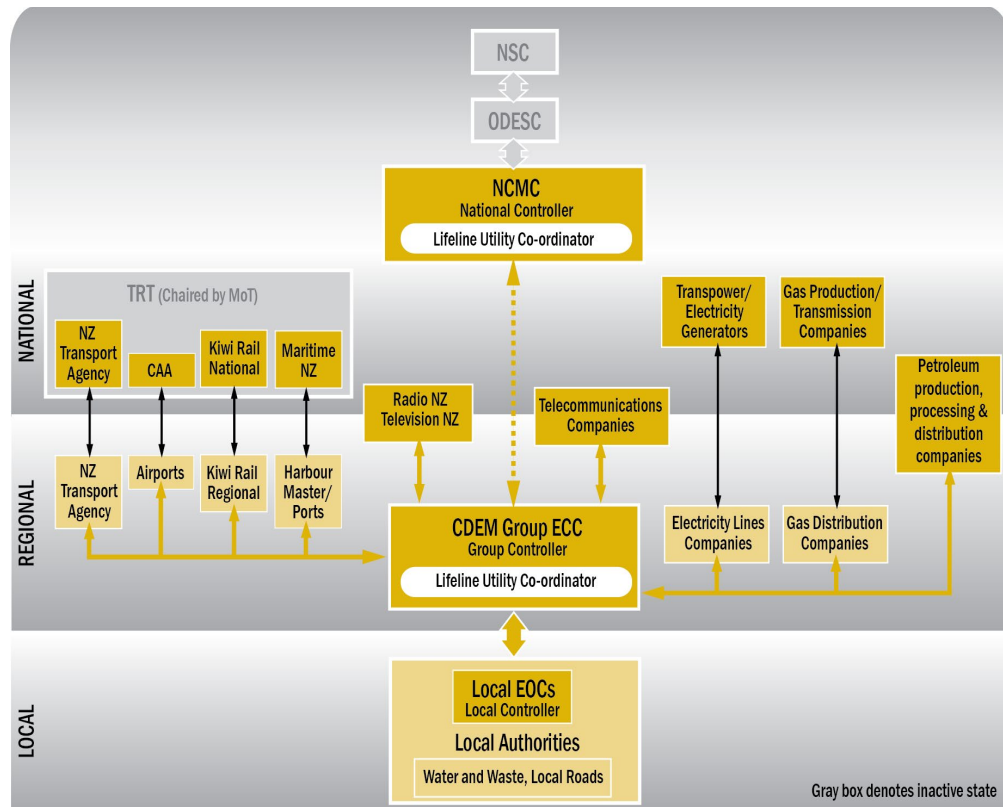 NSC
ODESC
NCMC
National Controller
Lifeline Utility Co-ordinator
NATIONAL
TRT (Chaired by MoT)
NZ
Transport
Agency
CAA
Kiwi Rail
National
Maritime
NZ
Radio NZ
Television NZ
Telecommunications
Companies
Transpower/
Electricity
Generators
Gas Production/
Transmission
Companies
Petroleum
production,
processing &
distribution
companies
REGIONAL
NZ
Transport
Agency
Airports
Kiwi Rail
Regional
Harbour
Master/
Ports
CDEM Group ECC
Group Controller
Lifeline Utility Co-ordinator
Electricity Lines
Companies
Gas Distribution
Companies
LOCAL
Local EOCs
Local Controller
Local Authorities
Water and Waste, Local Roads
Gray box denotes inactive state